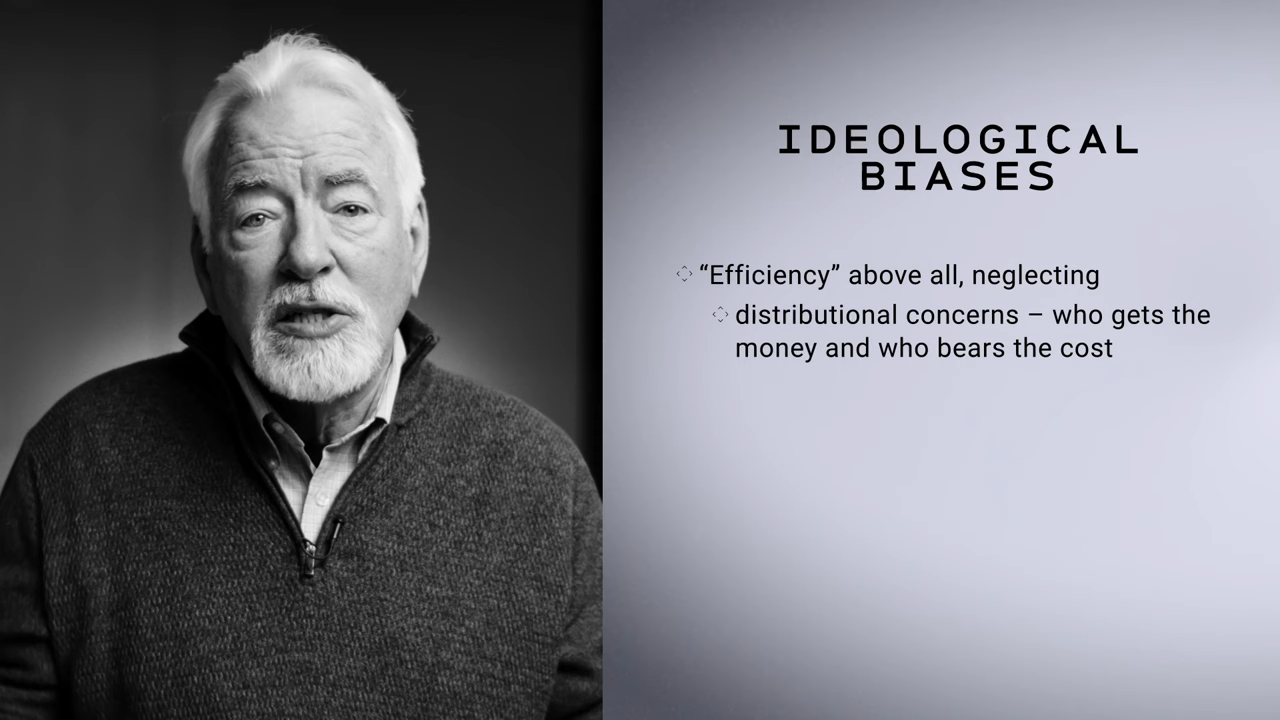 IDEOLOGICAL
BIASES
“Efficiency” above all, neglecting
distributional concerns – who gets the
money and who bears the cost